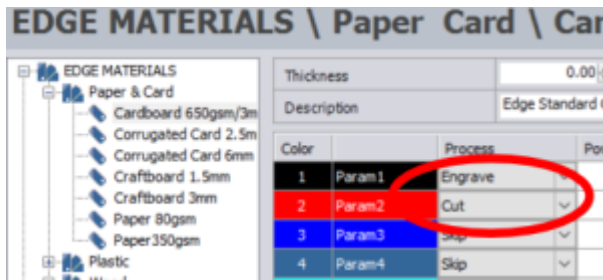 EDGE MATERIALS \ Paper Card \ Car
EDGE MATERIALS
Paper & Card
Cardboard 650gsm/3m
Corrugated Card 2.5m
Corrugated Card 6mm
Craftboard 1.5mm
Craftboard 3mm
Paper 80gsm
Paper350gsm
Plastic
Thickness 0.00
Description Edge Standard
Color Process Po
1 Param1 Engrave
2 Param2 Cut
3 Param3 Skip
4 Param4 Skip